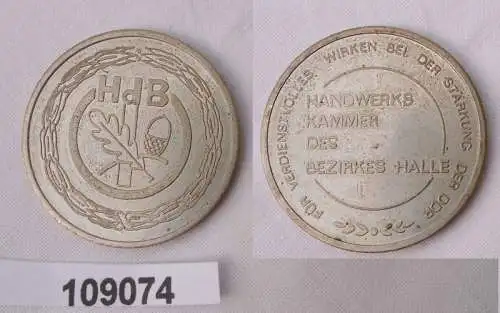 HdB
FÜR VERDIENSTVOLLES WIRKEN BEI DER STÄRKUNG DER DDR
HANDWERKS
KAMMER
DES
BEZIRKES HALLE
109074